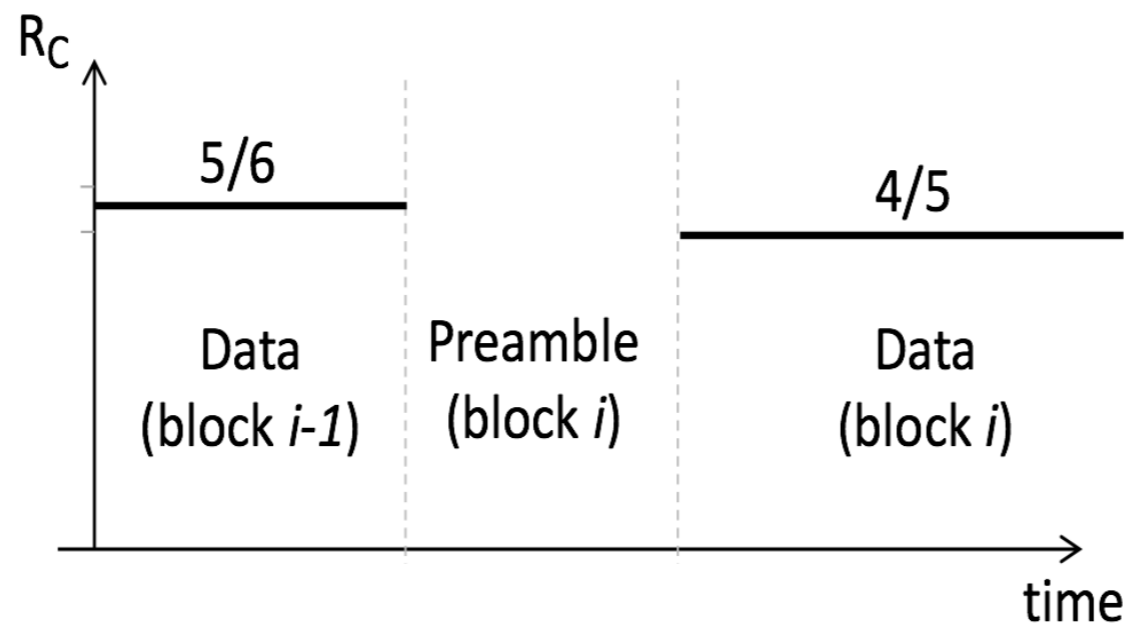 R_C
5/6
4/5
Data
(block i-1)
Preamble
(block i)
Data
(block i)
time